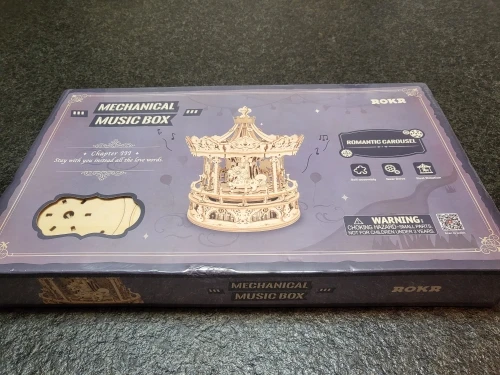 MECHANICAL
MUSIC BOX
ROKR
Chapter 999
Stay with you instead all the love words.
ROMANTIC CAROUSEL
WARNING:
CHOKING HAZARD-SMALL PARTS.
NOT FOR CHILDREN UNDER 3 YEARS.
MECHANICAL
MUSIC BOX
ROKR